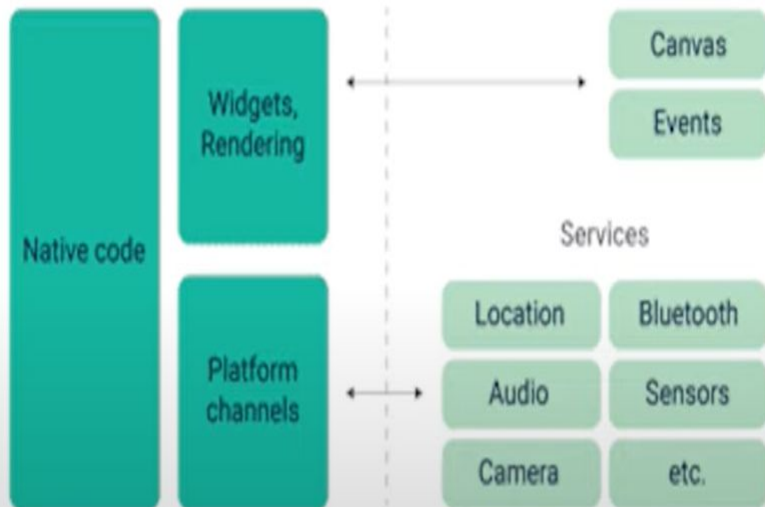 Native code
Widgets,
Rendering
Platform
channels
Canvas
Events
Services
Location
Bluetooth
Audio
Sensors
Camera
etc.